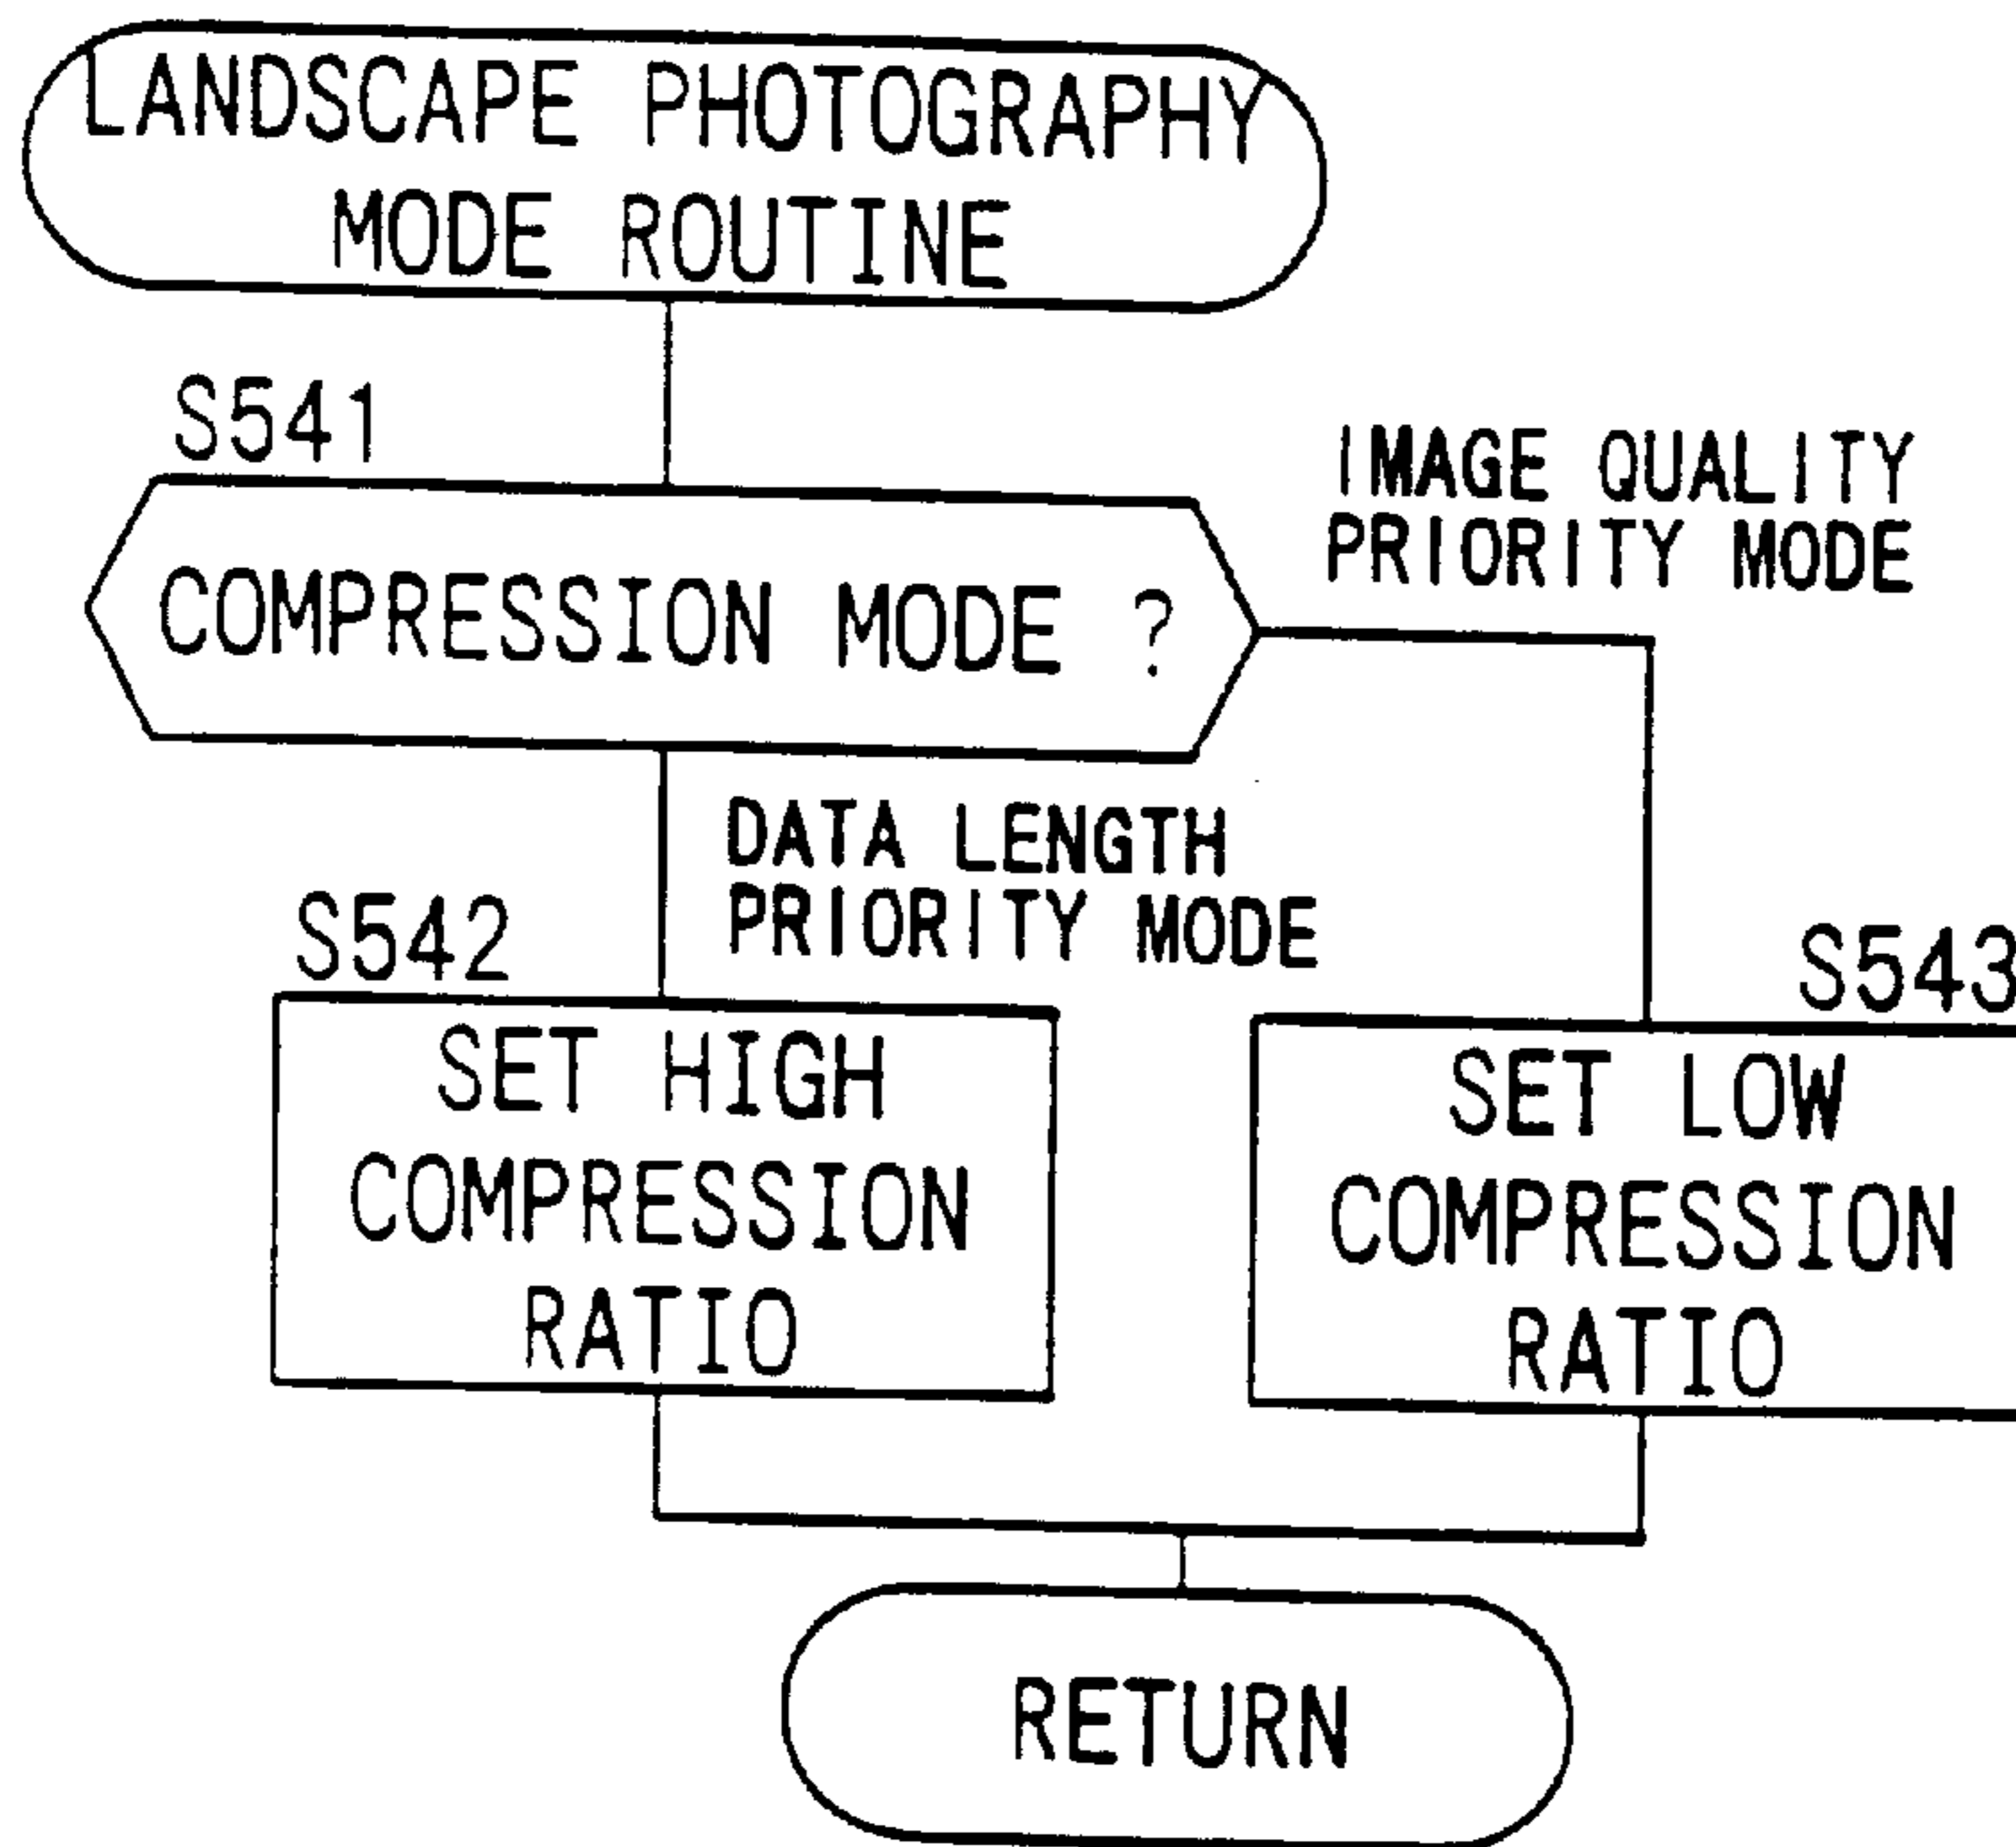 LANDSCAPE PHOTOGRAPHY
MODE ROUTINE
S541
COMPRESSION MODE ?
IMAGE QUALITY
PRIORITY MODE
DATA LENGTH
PRIORITY MODE
S542
SET HIGH
COMPRESSION
RATIO
S543
SET LOW
COMPRESSION
RATIO
RETURN